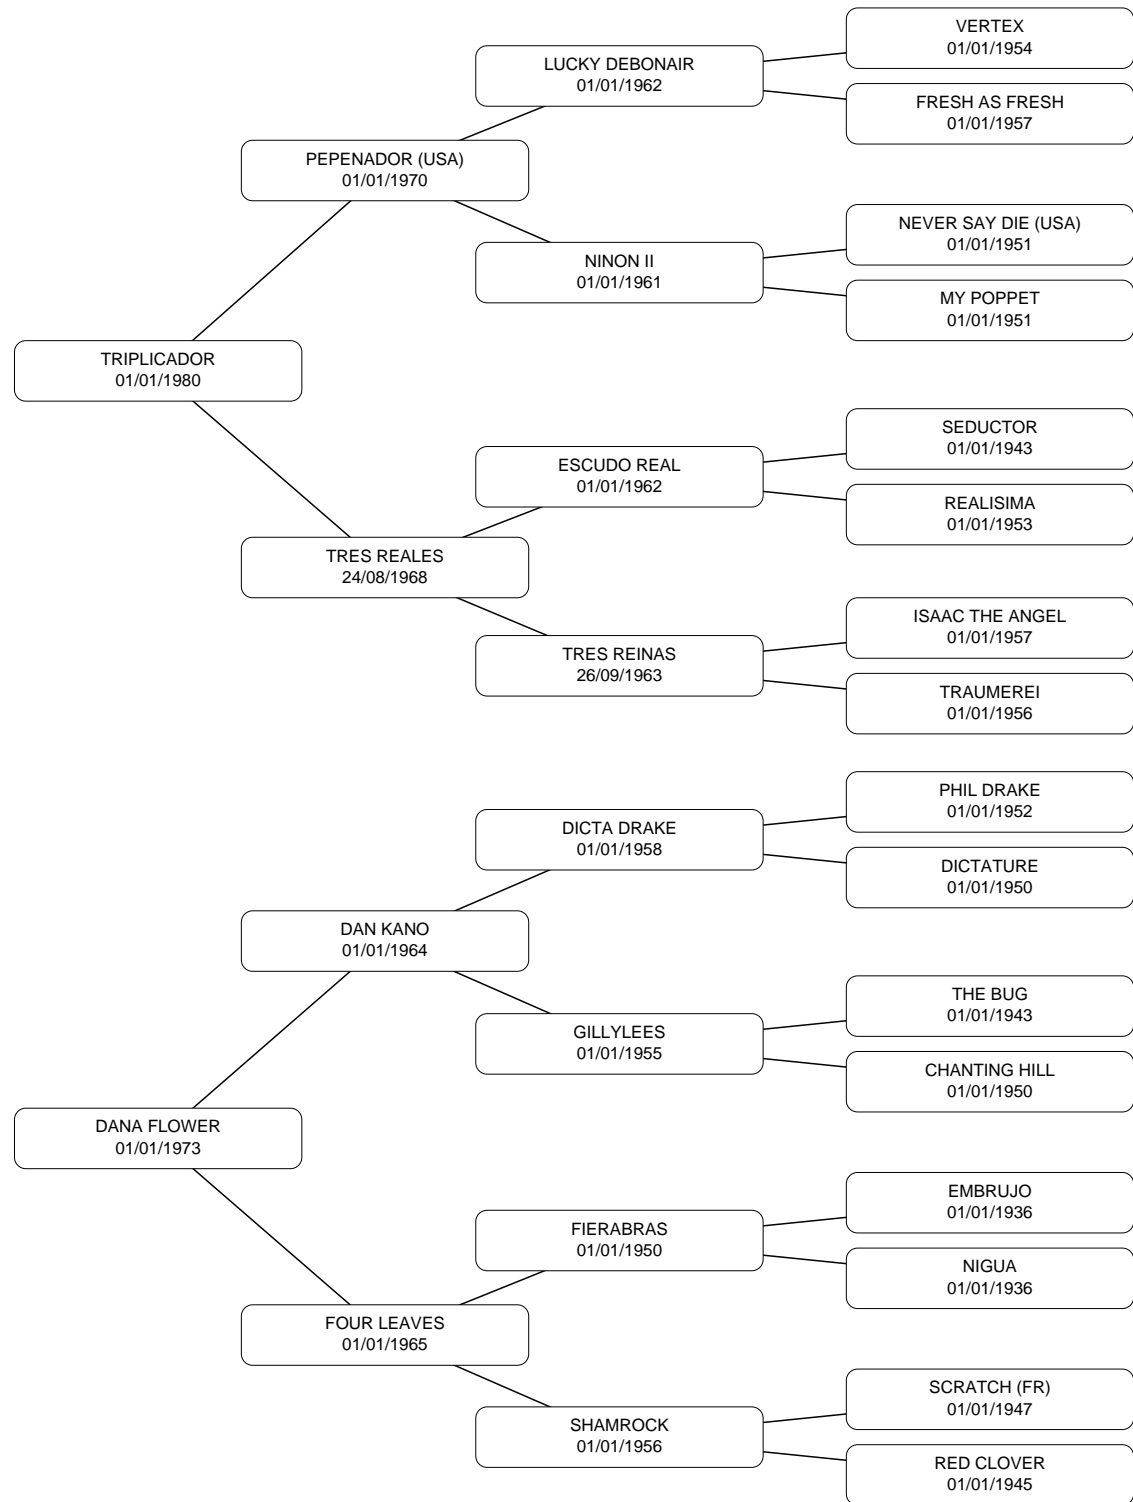 VERTEX
01/01/1954
LUCKY DEBONAIR
01/01/1962
FRESH AS FRESH
01/01/1957
PEPENADOR (USA)
01/01/1970
NEVER SAY DIE (USA)
01/01/1951
NINON II
01/01/1961
MY POPPET
01/01/1951
TRIPLICADOR
01/01/1980
SEDUCTOR
01/01/1943
ESCUDO REAL
01/01/1962
REALISIMA
01/01/1953
TRES REALES
24/08/1968
ISAAC THE ANGEL
01/01/1957
TRES REINAS
26/09/1963
TRAUMEREI
01/01/1956
PHIL DRAKE
01/01/1952
DICTA DRAKE
01/01/1958
DICTATURE
01/01/1950
DAN KANO
01/01/1964
THE BUG
01/01/1943
GILLYLEES
01/01/1955
CHANTING HILL
01/01/1950
DANA FLOWER
01/01/1973
EMBRUJO
01/01/1936
FIERABRAS
01/01/1950
NIGUA
01/01/1936
FOUR LEAVES
01/01/1965
SCRATCH (FR)
01/01/1947
SHAMROCK
01/01/1956
RED CLOVER
01/01/1945